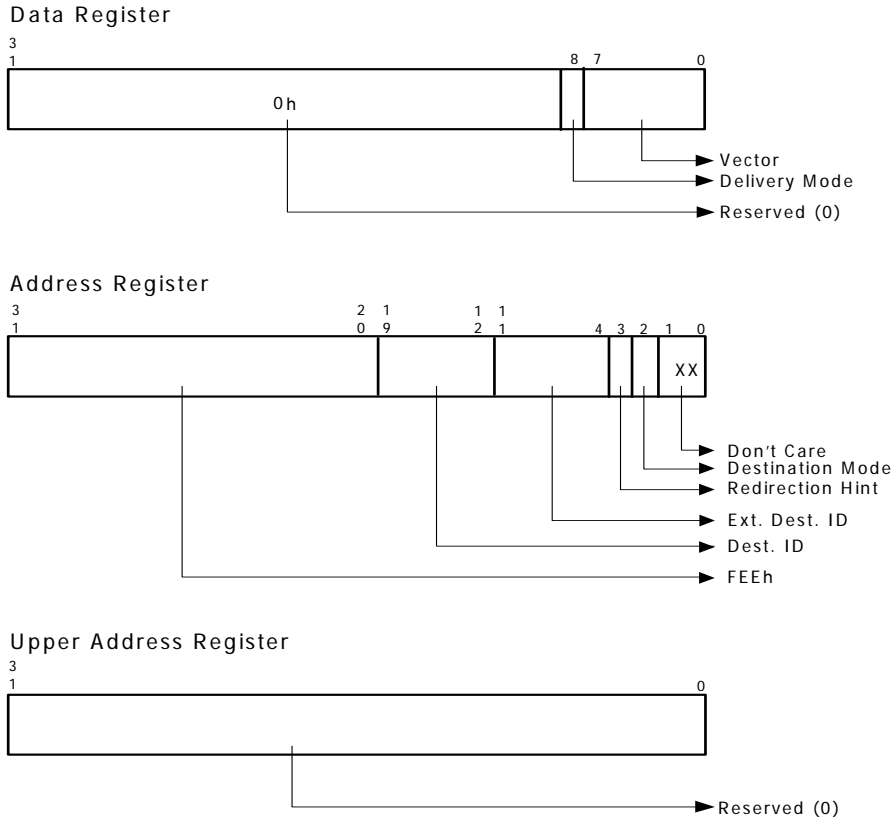 Data Register
3
1 8 7 0
0h
Vector
Delivery Mode
Reserved (0)
Address Register
3 2 1 1 1
1 0 9 2 1 4 3 2 1 0
XX
Don't Care
Destination Mode
Redirection Hint
Ext. Dest. ID
Dest. ID
FEEh
Upper Address Register
3
1 0
Reserved (0)